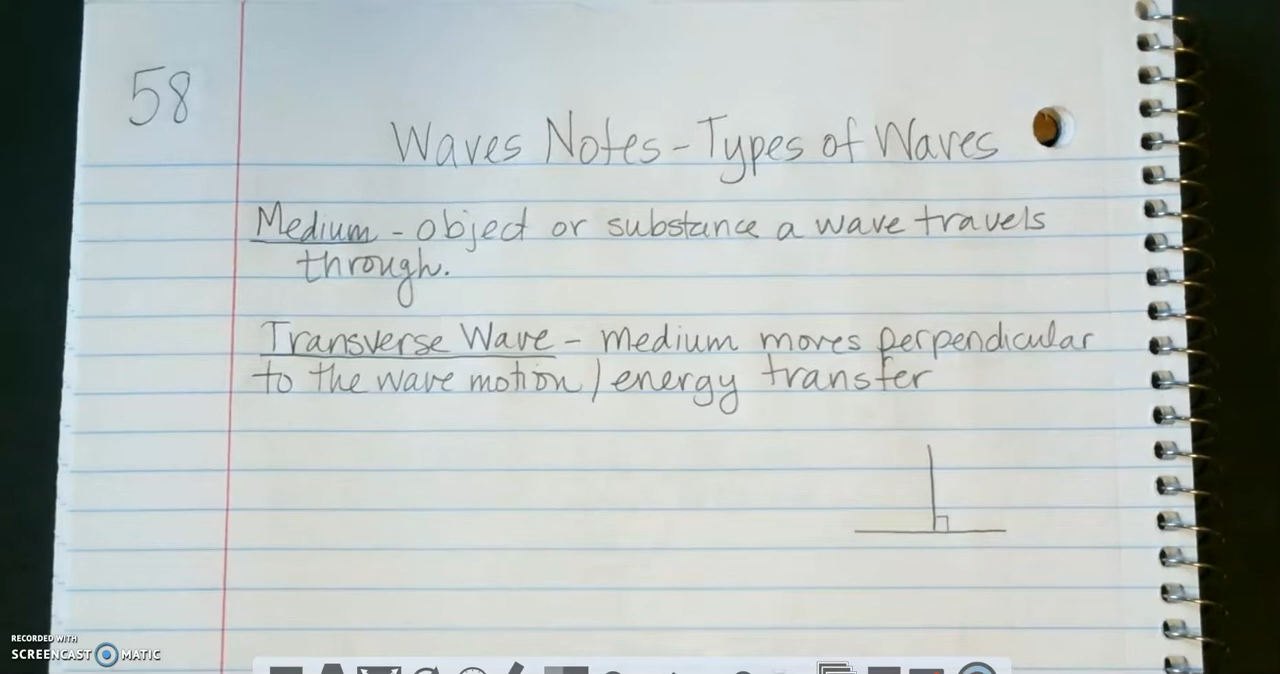 58
Waves Notes - Types of Waves
Medium - object or substance a wave travels
through.
Transverse Wave - medium moves perpendicular
to the wave motion / energy transfer
RECORDED WITH
SCREENCAST MATIC